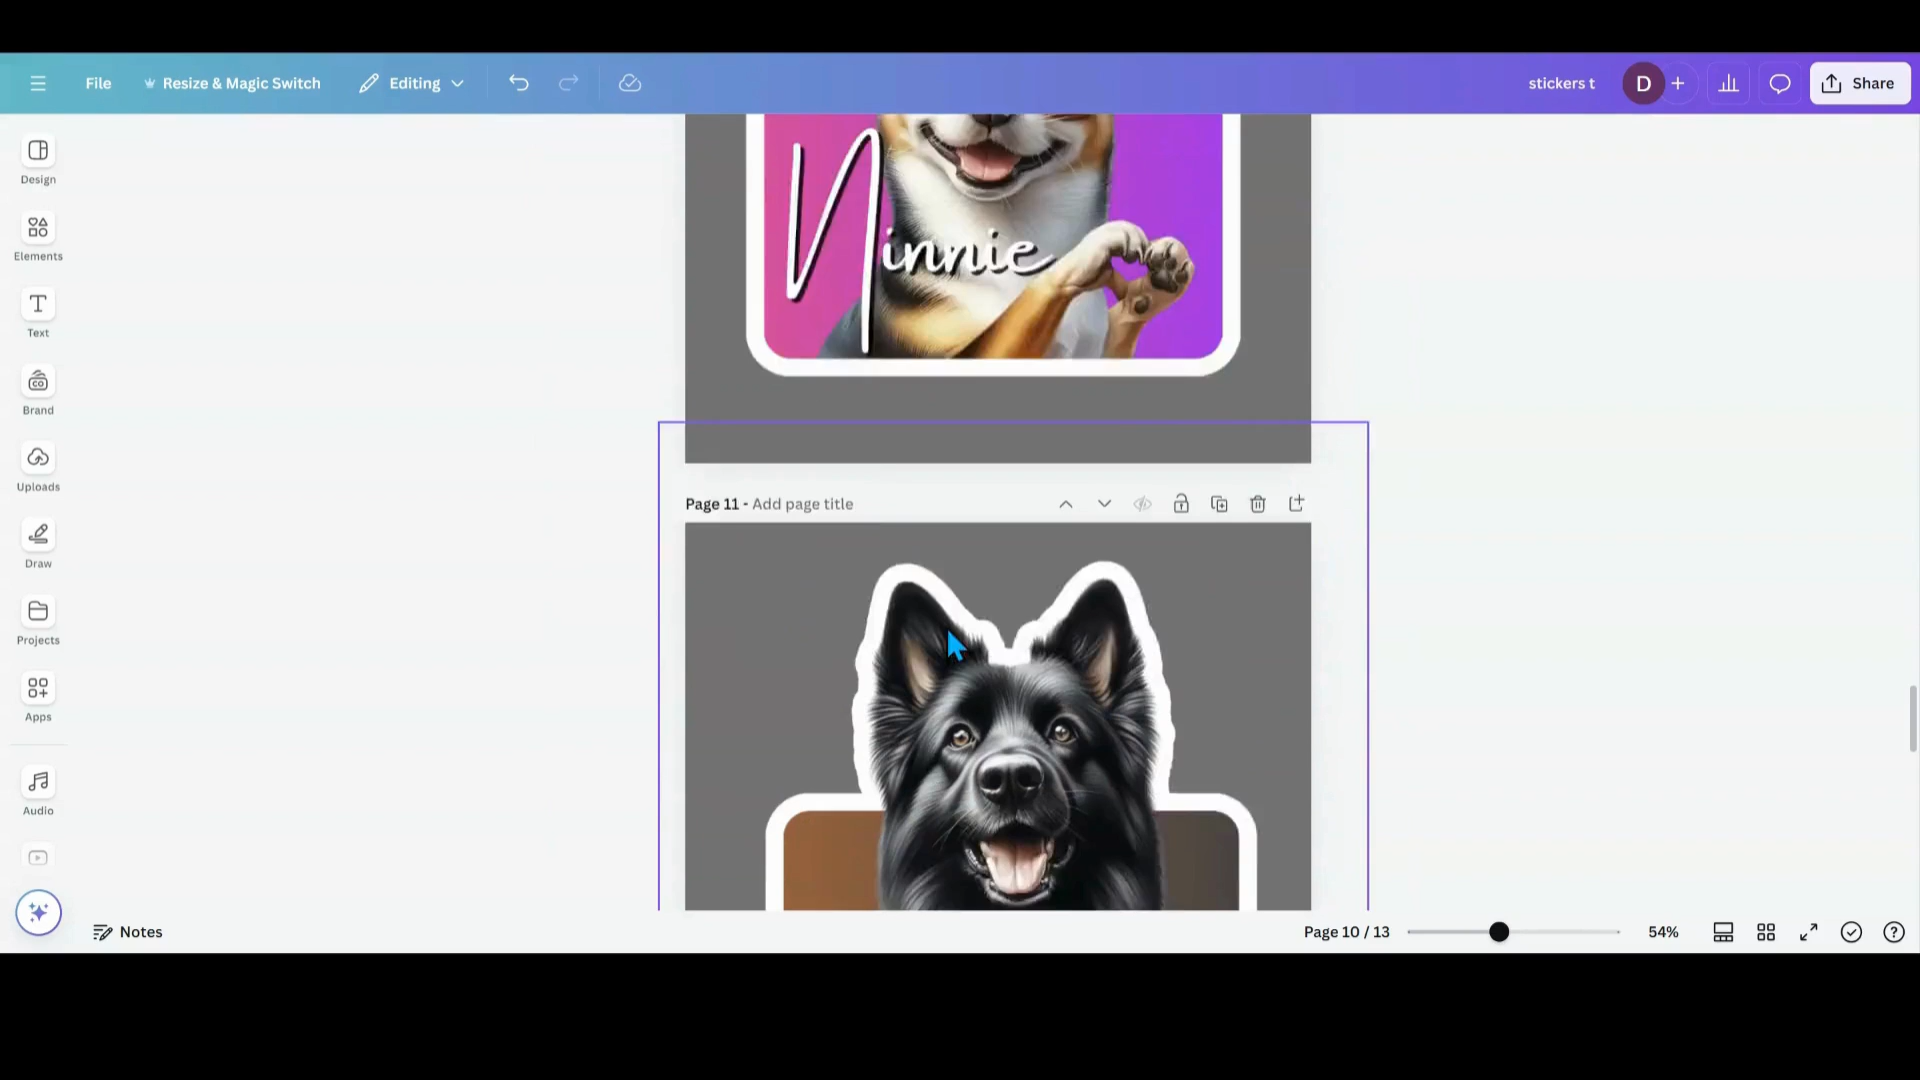 File
Resize & Magic Switch
Editing
stickers t
D
Share
Design
Elements
Text
Brand
Uploads
Draw
Projects
Apps
Audio
Ninnie
Page 11 - Add page title
Notes
Page 10 / 13
54%